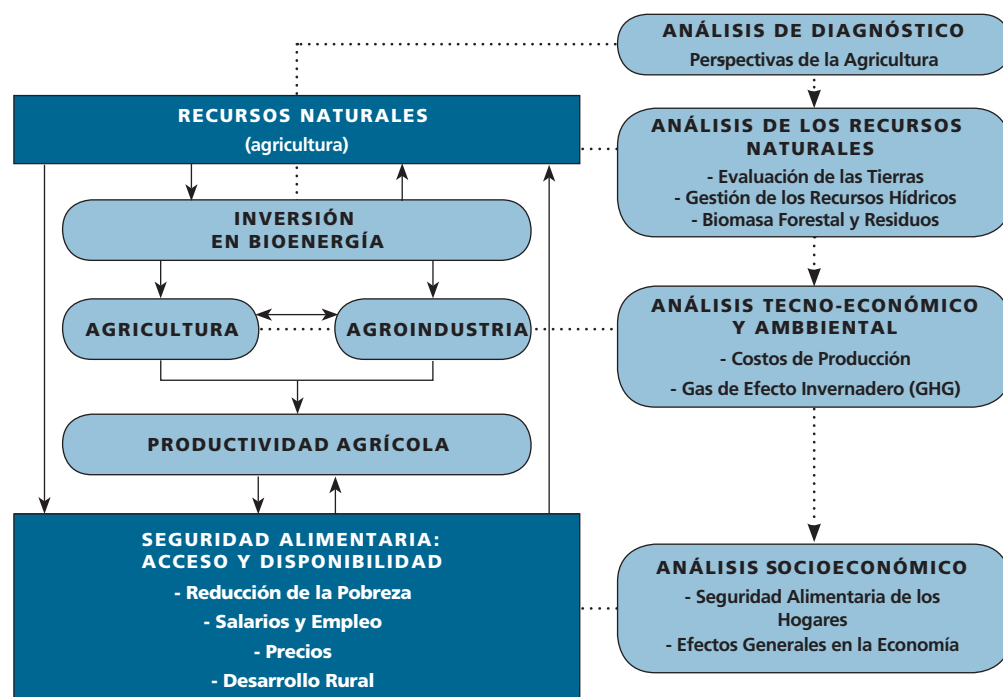 RECURSOS NATURALES
(agricultura)
INVERSIÓN
EN BIOENERGÍA
AGRICULTURA
AGROINDUSTRIA
PRODUCTIVIDAD AGRÍCOLA
SEGURIDAD ALIMENTARIA:
ACCESO Y DISPONIBILIDAD
- Reducción de la Pobreza
- Salarios y Empleo
- Precios
- Desarrollo Rural
ANÁLISIS DE DIAGNÓSTICO
Perspectivas de la Agricultura
ANÁLISIS DE LOS RECURSOS
NATURALES
- Evaluación de las Tierras
- Gestión de los Recursos Hídricos
- Biomasa Forestal y Residuos
ANÁLISIS TECNO-ECONÓMICO
Y AMBBIENTAL
- Costos de Producción
- Gas de Efecto Invernadero (GHG)
ANÁLISIS SOCIOECONÓMICO
- Seguridad Alimentaria de los
Hogares
- Efectos Generales en la Economía